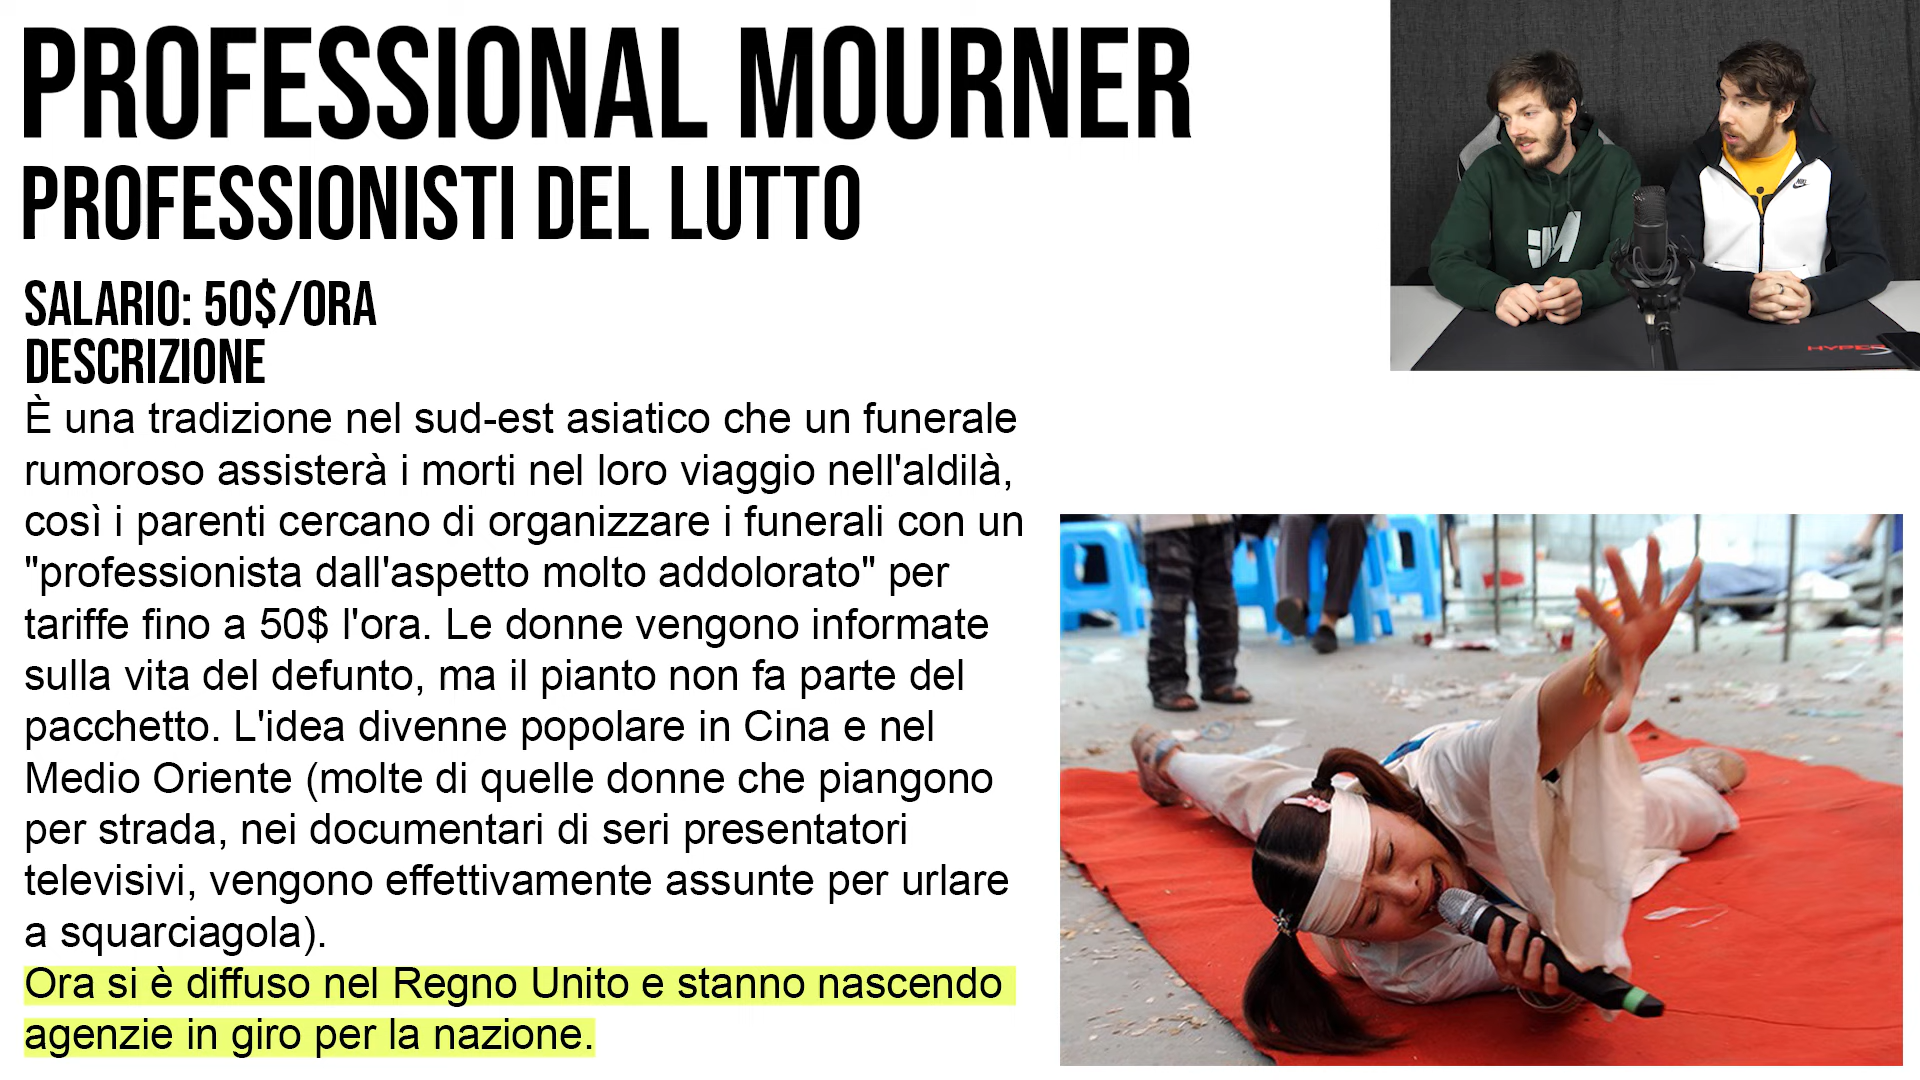 PROFESSIONAL MOURNER
PROFESSIONISTI DEL LUTTO
SALARIO: 50$/ORA
DESCRIZIONE
È una tradizione nel sud-est asiatico che un funerale
rumoroso assisterà i morti nel loro viaggio nell'aldilà,
così i parenti cercano di organizzare i funerali con un
"professionista dall'aspetto molto addolorato" per
tariffe fino a 50$ l'ora. Le donne vengono informate
sulla vita del defunto, ma il pianto non fa parte del
pacchetto. L'idea divenne popolare in Cina e nel
Medio Oriente (molte di quelle donne che piangono
per strada, nei documentari di seri presentatori
televisivi, vengono effettivamente assunte per urlare
a squarciagola).
Ora si è diffuso nel Regno Unito e stanno nascendo
agenzie in giro per la nazione.
NIKE
HYPER